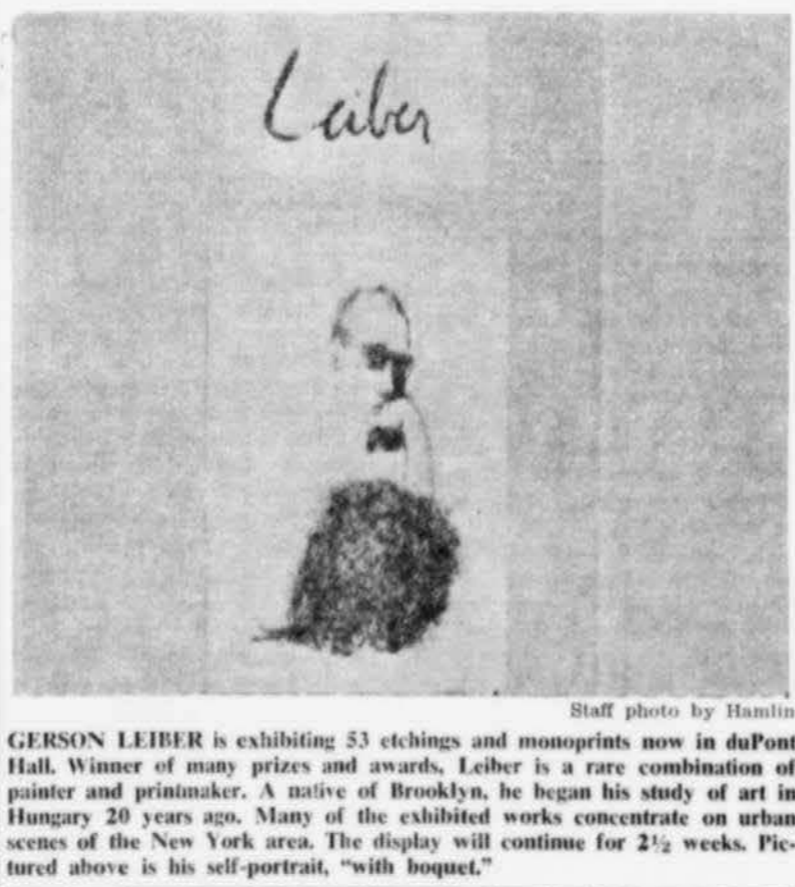 Leiber
Staff photo by Hamlin
GERSON LEIBER is exhibiting 53 etchings and monoprints now in duPont
Hall. Winner of many prizes and awards, Leiber is a rare combination of
painter and printmaker. A native of Brooklyn, he began his study of art in
Hungary 20 years ago. Many of the exhibited works concentrate on urban
scenes of the New York area. The display will continue for 2½ weeks. Pic-
tured above is his self-portrait, “with boquet.”